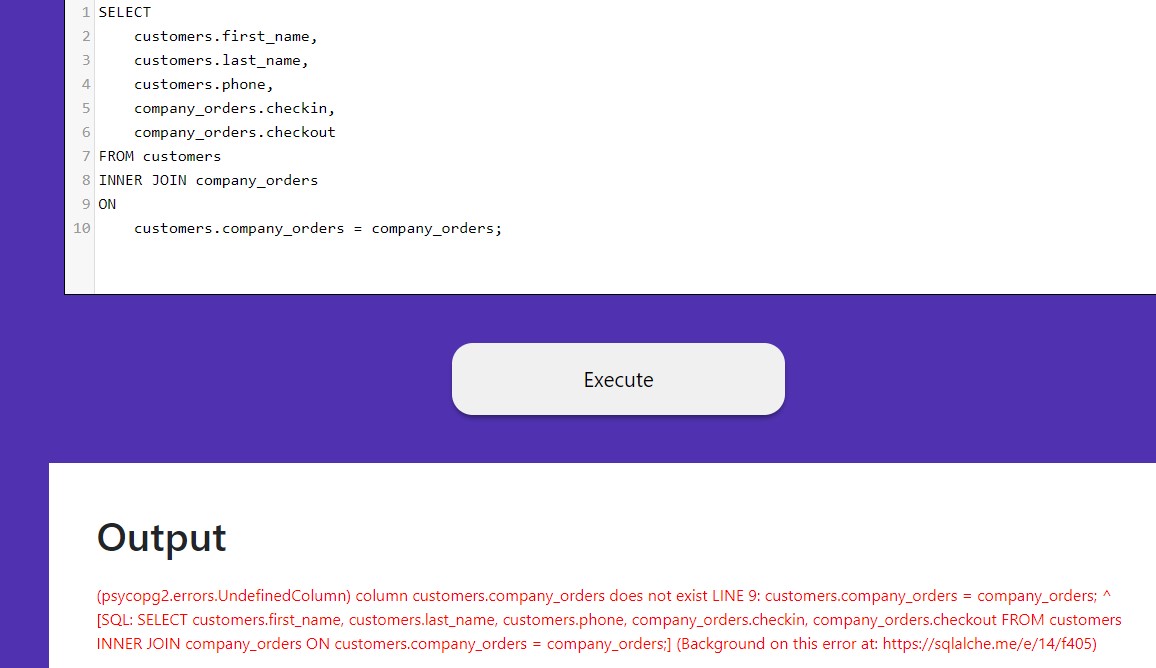 1 SELECT
2 customers.first_name,
3 customers.last_name,
4 customers.phone,
5 company_orders.checkin,
6 company_orders.checkout
7 FROM customers
8 INNER JOIN company_orders
9 ON
10 customers.company_orders = company_orders;
Execute
Output
(psycopg2.errors.UndefinedColumn) column customers.company_orders does not exist LINE 9: customers.company_orders = company_orders; ^
[SQL: SELECT customers.first_name, customers.last_name, customers.phone, company_orders.checkin, company_orders.checkout FROM customers
INNER JOIN company_orders ON customers.company_orders = company_orders;] (Background on this error at: https://sqlalche.me/e/14/f405)